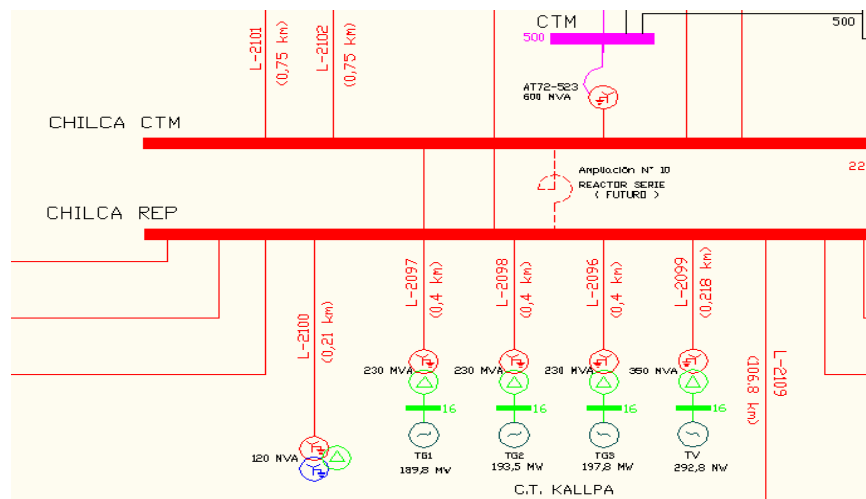 CTM
500
500
L-2101
(0,75 km)
L-2102
(0,75 km)
AT72-523
600 MVA
CHILCA CTM
22
Ampliación N° 10
REACTOR SERIE
( FUTURO )
CHILCA REP
L-2100
(0,21 km)
L-2097
(0,4 km)
L-2098
(0,4 km)
L-2096
(0,4 km)
L-2099
(0,218 km)
L-2109
(106.8 km)
230 MVA
230 MVA
230 MVA
350 MVA
16
16
16
16
120 MVA
TG1
189,8 MW
TG2
193,5 MW
TG3
197,8 MW
TV
292,8 MW
C.T. KALLPA